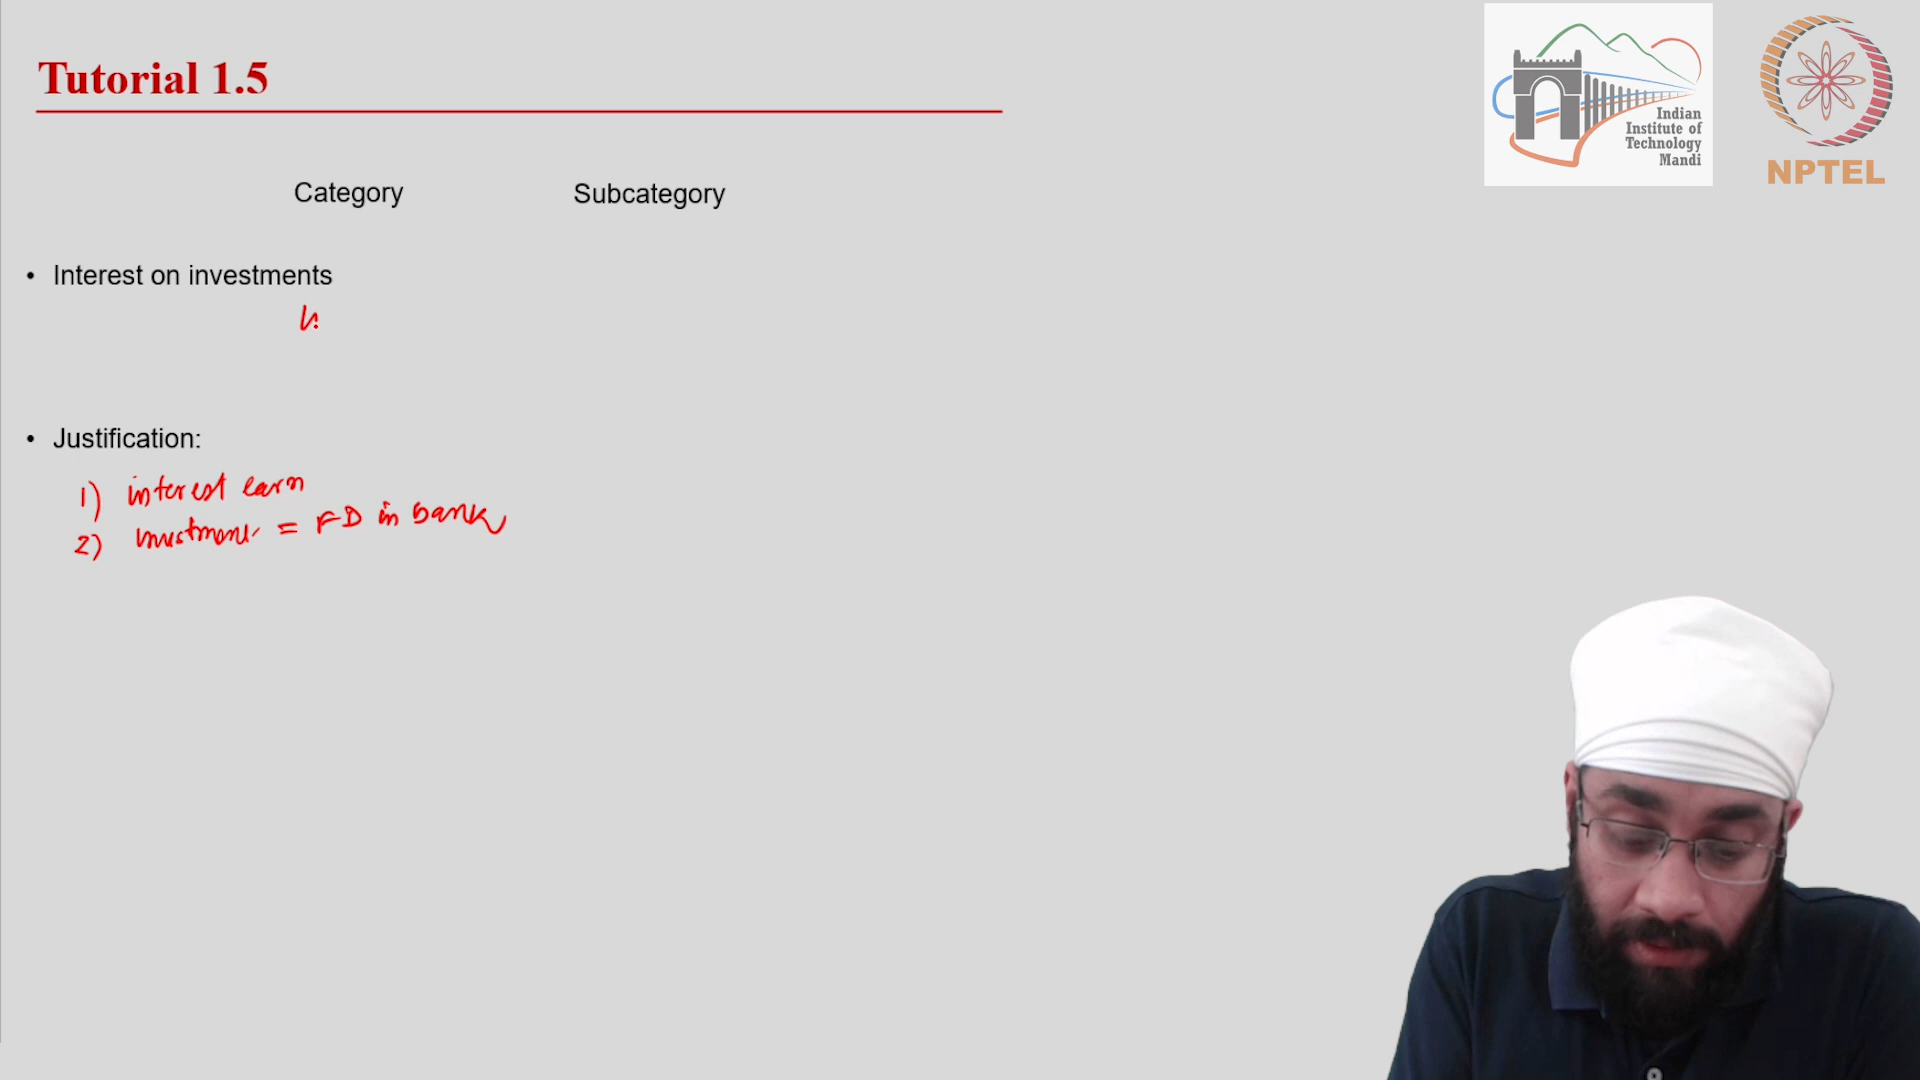 Tutorial 1.5
Indian
Institute of
Technology
Mandi
NPTEL
Category Subcategory
• Interest on investments
• Justification:
1) interest earn
2) = FD in bank